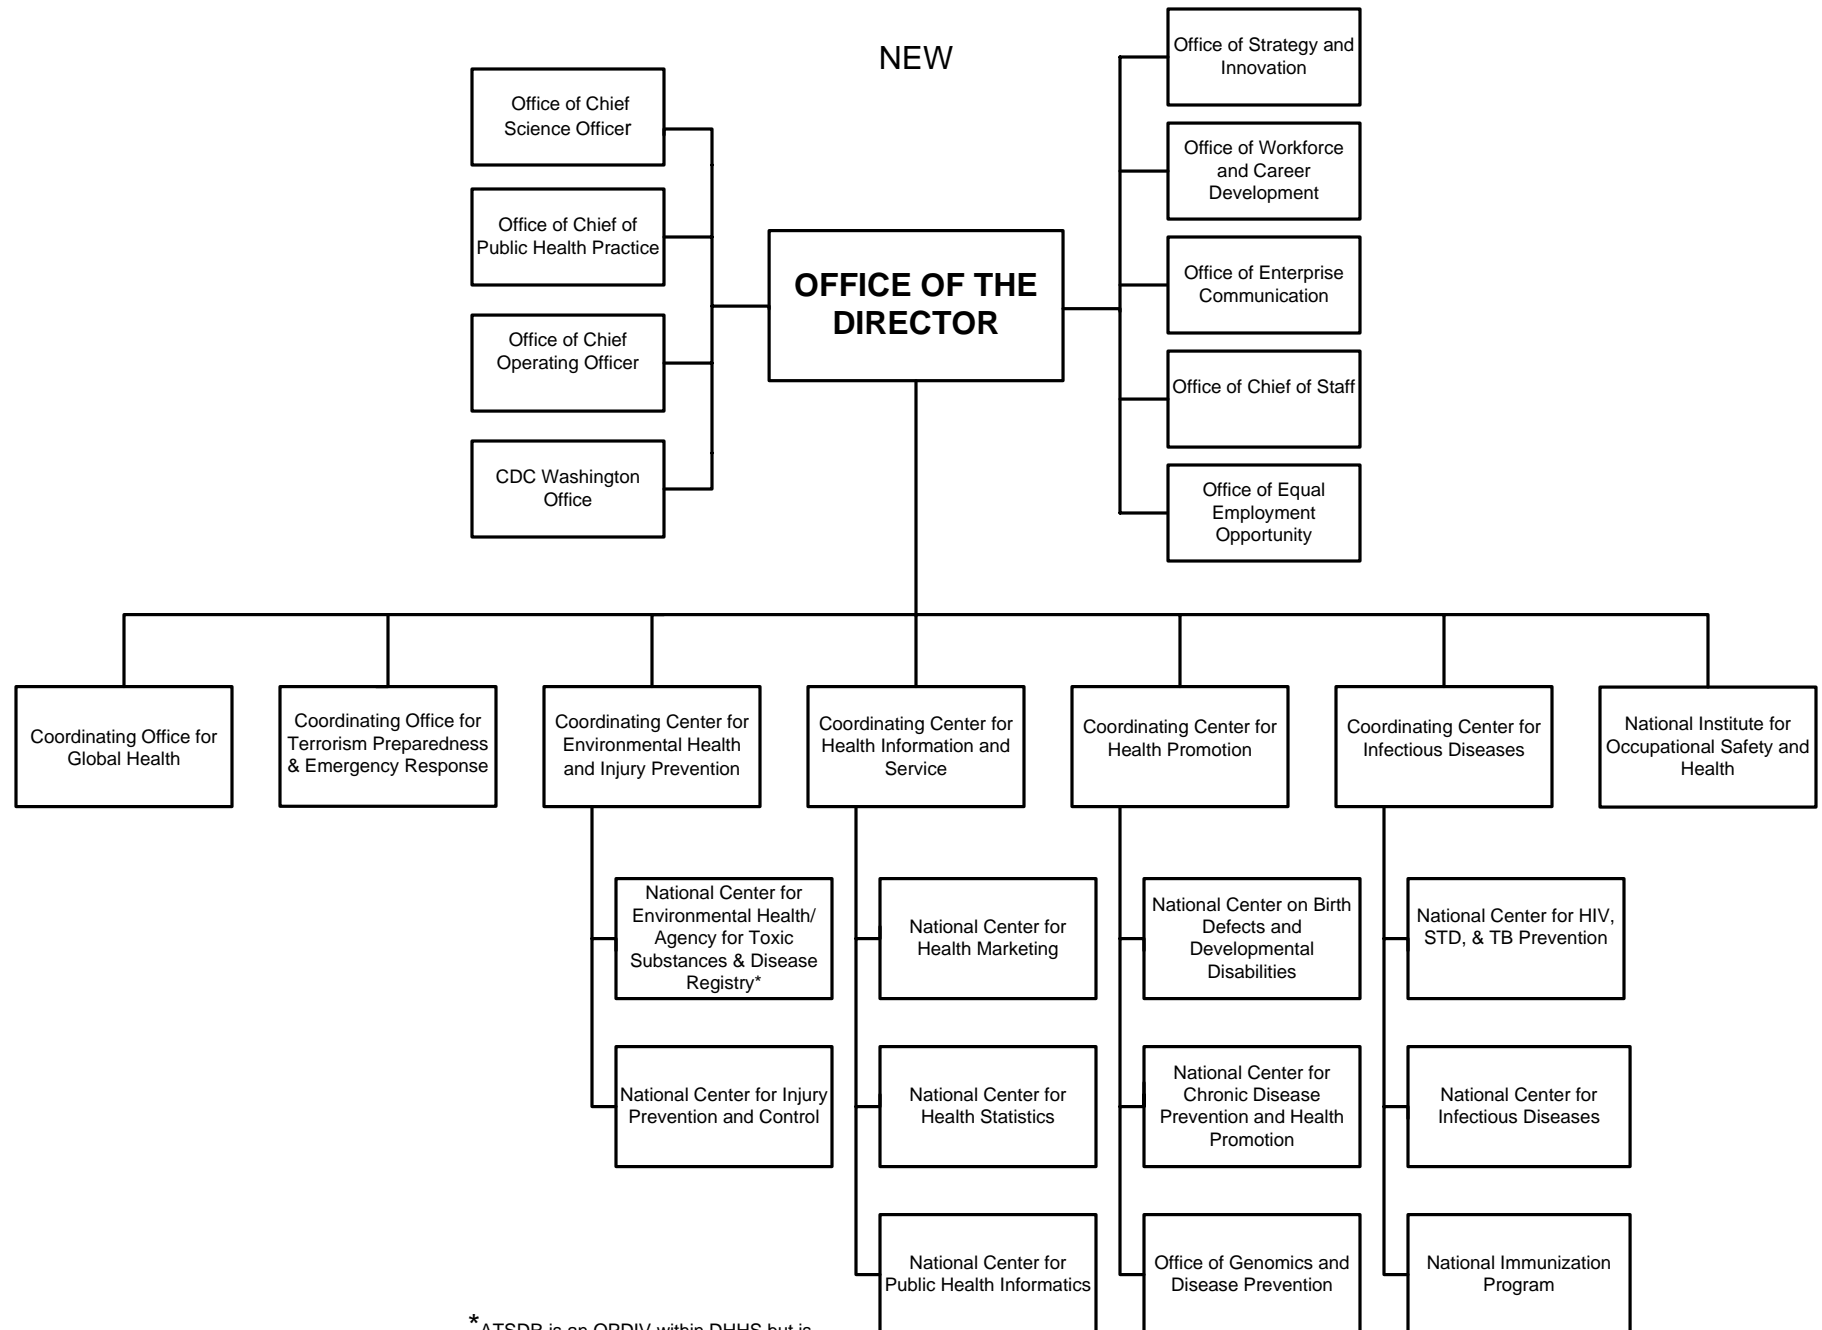 NEW
Office of Chief
Science Officer
Office of Chief of
Public Health Practice
Office of Chief
Operating Officer
CDC Washington
Office
OFFICE OF THE
DIRECTOR
Office of Strategy and
Innovation
Office of Workforce
and Career
Development
Office of Enterprise
Communication
Office of Chief of Staff
Office of Equal
Employment
Opportunity
Coordinating Office for
Global Health
Coordinating Office for
Terrorism Preparedness
& Emergency Response
Coordinating Center for
Environmental Health
and Injury Prevention
Coordinating Center for
Health Information and
Service
Coordinating Center for
Health Promotion
Coordinating Center for
Infectious Diseases
National Institute for
Occupational Safety and
Health
National Center for
Environmental Health/
Agency for Toxic
Substances & Disease
Registry*
National Center for Injury
Prevention and Control
National Center for
Health Marketing
National Center for
Health Statistics
National Center for
Public Health Informatics
National Center on Birth
Defects and
Developmental
Disabilities
National Center for
Chronic Disease
Prevention and Health
Promotion
Office of Genomics and
Disease Prevention
National Center for HIV,
STD, & TB Prevention
National Center for
Infectious Diseases
National Immunization
Program
*ATSDR is an OPDIV within DHHS but is